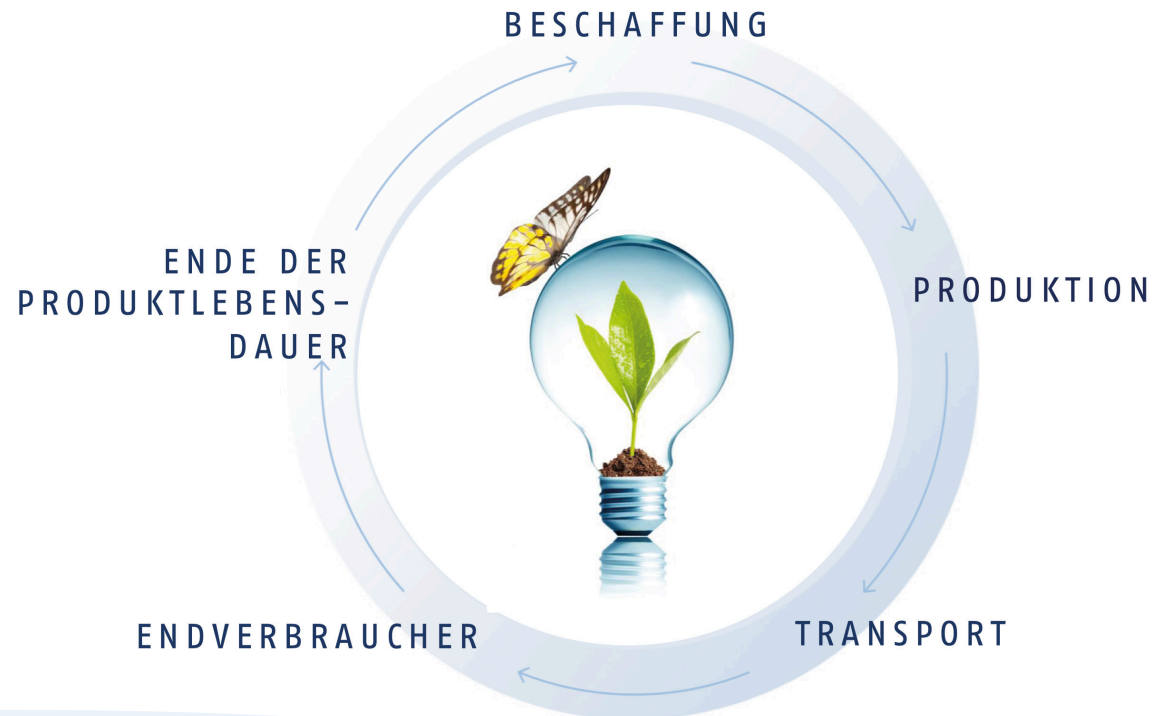 BESCHAFFUNG
PRODUKTION
TRANSPORT
ENDVERBRAUCHER
ENDE DER
PRODUKTLEBENS-
DAUER